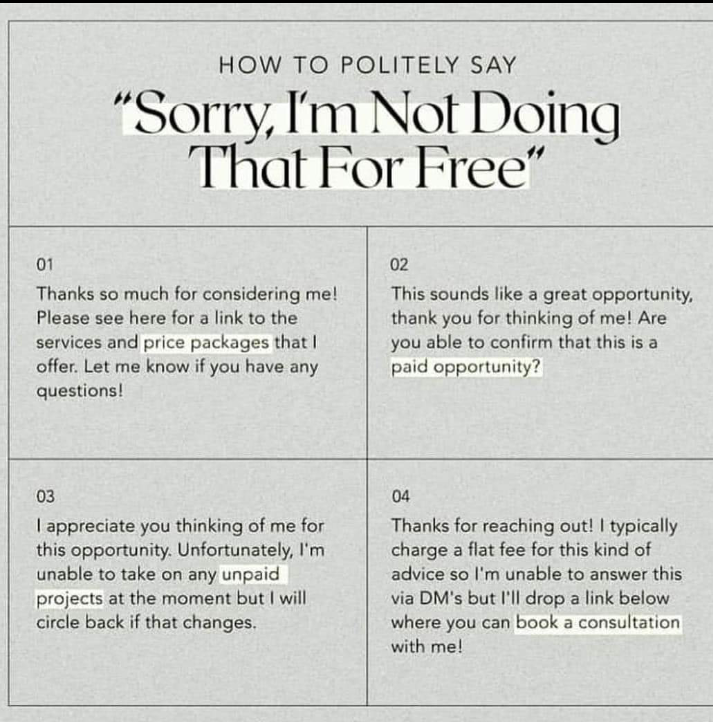 HOW TO POLITELY SAY
“Sorry, I'm Not Doing
That For Free”
01
Thanks so much for considering me!
Please see here for a link to the
services and price packages that I
offer. Let me know if you have any
questions!
02
This sounds like a great opportunity,
thank you for thinking of me! Are
you able to confirm that this is a
paid opportunity?
03
I appreciate you thinking of me for
this opportunity. Unfortunately, I'm
unable to take on any unpaid
projects at the moment but I will
circle back if that changes.
04
Thanks for reaching out! I typically
charge a flat fee for this kind of
advice so I'm unable to answer this
via DM's but I'll drop a link below
where you can book a consultation
with me!